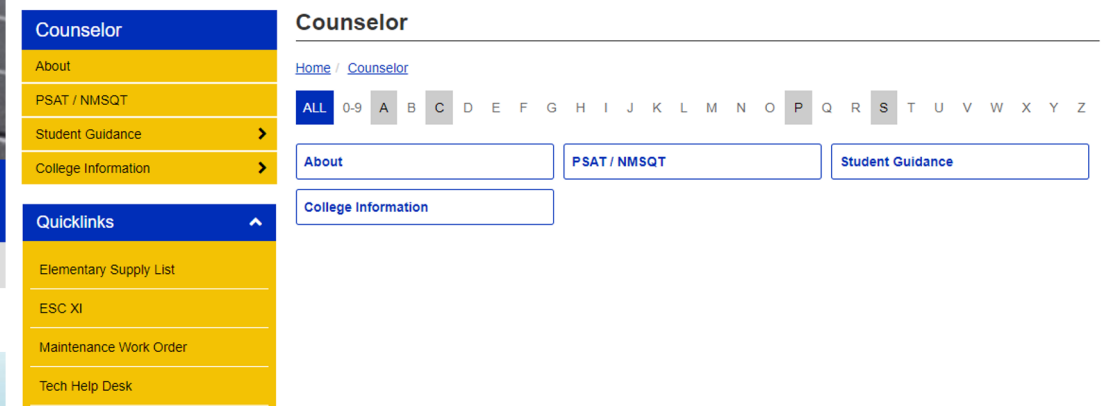 Counselor
About
PSAT / NMSQT
Student Guidance
College Information
Quicklinks
Elementary Supply List
ESC XI
Maintenance Work Order
Tech Help Desk
Counselor
Home / Counselor
ALL 0-9 A B C D E F G H I J K L M N O P Q R S T U V W X Y Z
About PSAT / NMSQT Student Guidance
College Information